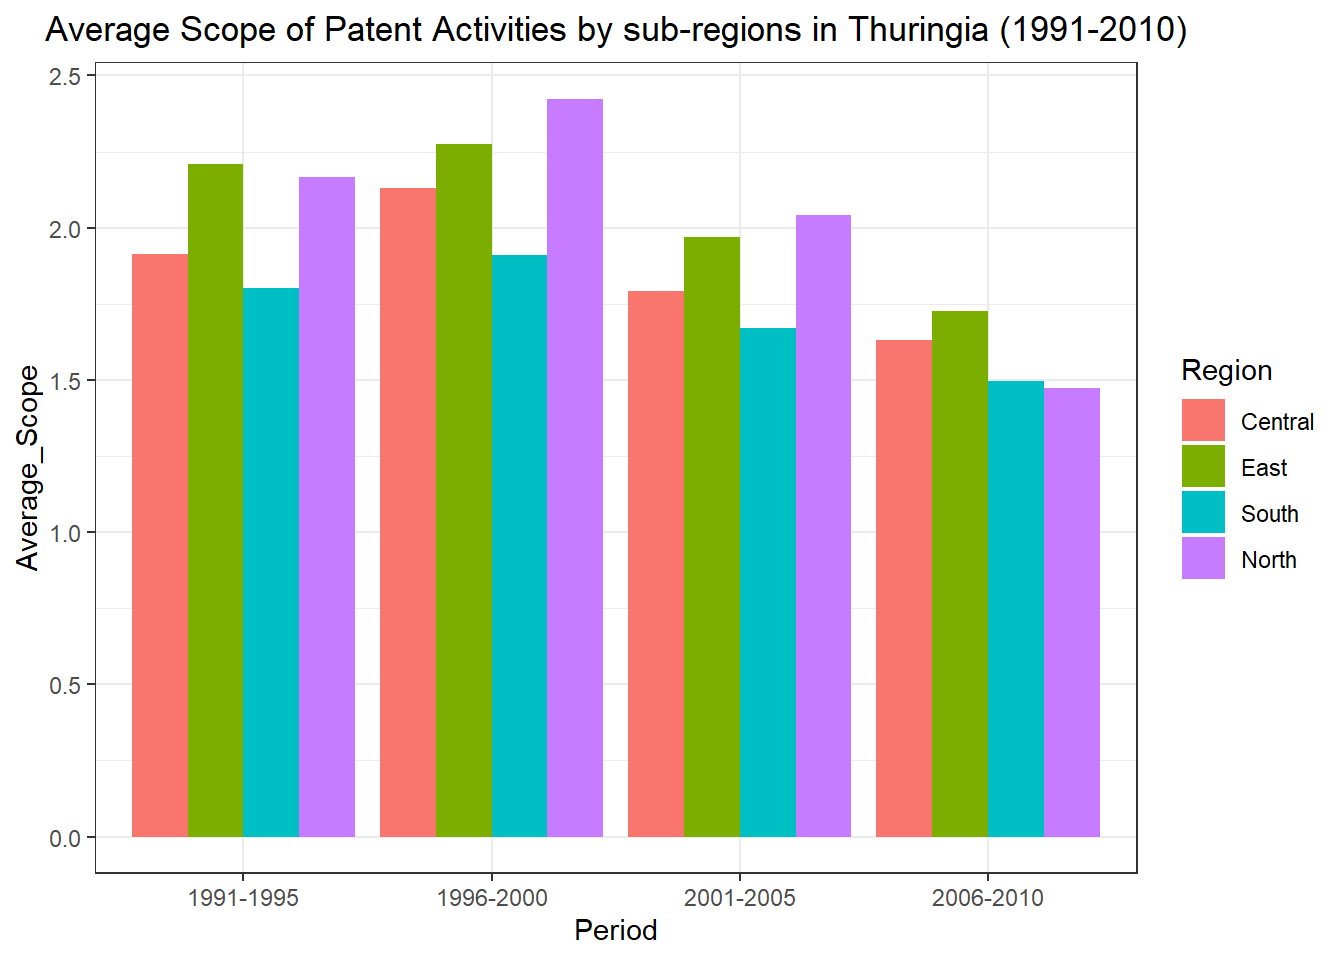 Average Scope of Patent Activities by sub-regions in Thuringia (1991-2010)
Average_Scope
2.5
2.0
1.5
1.0
0.5
0.0
1991-1995
1996-2000
2001-2005
2006-2010
Period
Region
Central
East
South
North